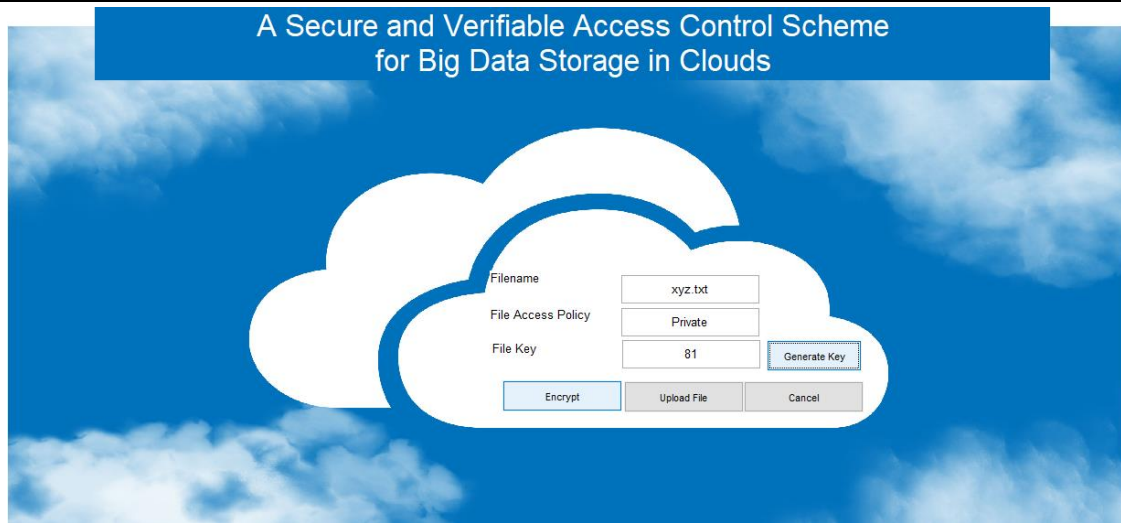 A Secure and Verifiable Access Control Scheme
for Big Data Storage in Clouds
Filename
xyz.txt
File Access Policy
Private
File Key
81
Generate Key
Encrypt
Upload File
Cancel